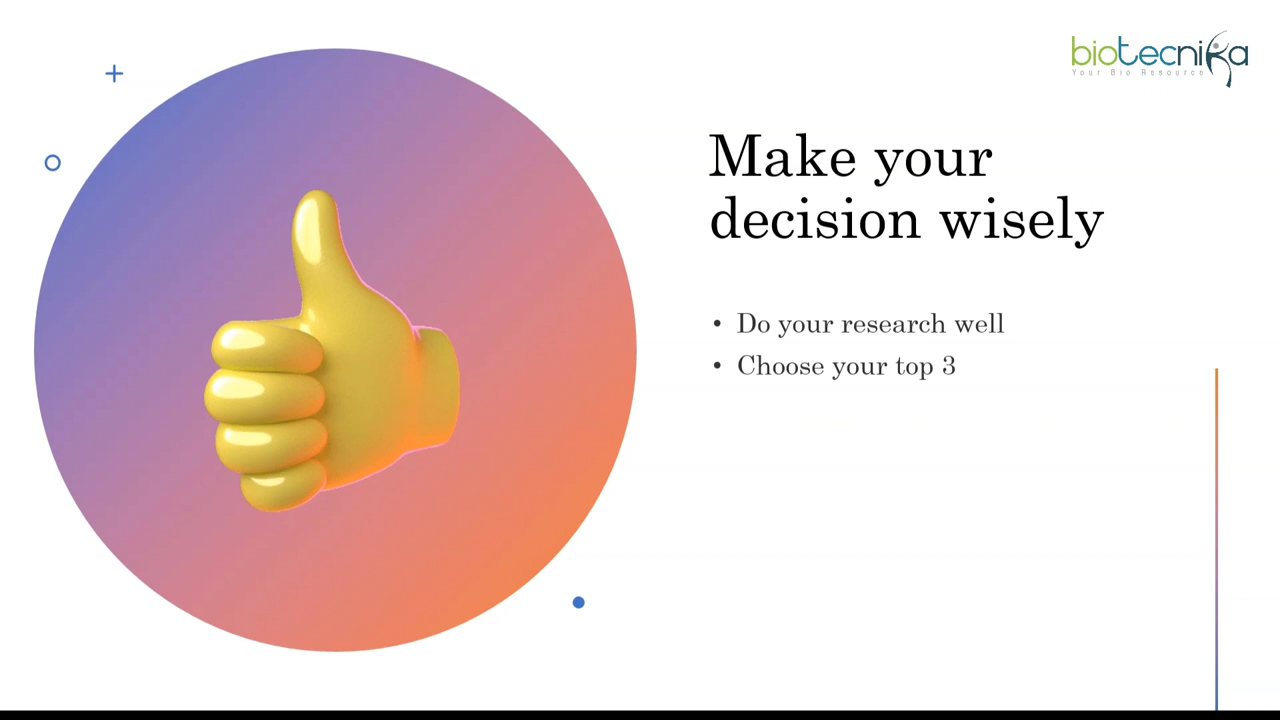 biotecnika
Your Bio Resource
Make your
decision wisely
• Do your research well
• Choose your top 3